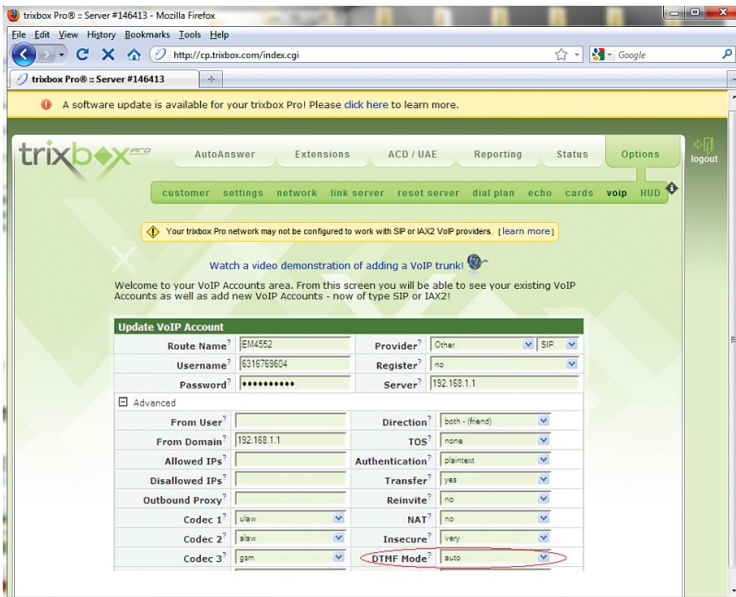 trixbox Pro® :: Server #146413 - Mozilla Firefox
File Edit View History Bookmarks Tools Help
http://cp.trixbox.com/index.cgi
Google
trixbox Pro® :: Server #146413
A software update is available for your trixbox Pro! Please click here to learn more.
trixbox PRO
AutoAnswer Extensions ACD / UAE Reporting Status Options
logout
customer settings network link server reset server dial plan echo cards voip HUD
Your trixbox Pro network may not be configured to work with SIP or IAX2 VoIP providers. [learn more]
Watch a video demonstration of adding a VoIP trunk!
Welcome to your VoIP Accounts area. From this screen you will be able to see your existing VoIP
Accounts as well as add new VoIP Accounts - now of type SIP or IAX2!
Update VoIP Account
Route Name? EM4552 Provider? Other SIP
Username? 6316769604 Register? no
Password? •••••••••• Server? 192.168.1.1
Advanced
From User? Direction? both - (friend)
From Domain? 192.168.1.1 TOS? none
Allowed IPs? Authentication? plaintext
Disallowed IPs? Transfer? yes
Outbound Proxy? Reinvite? no
Codec 1? ulaw NAT? no
Codec 2? alaw Insecure? very
Codec 3? gsm DTMF Mode? auto